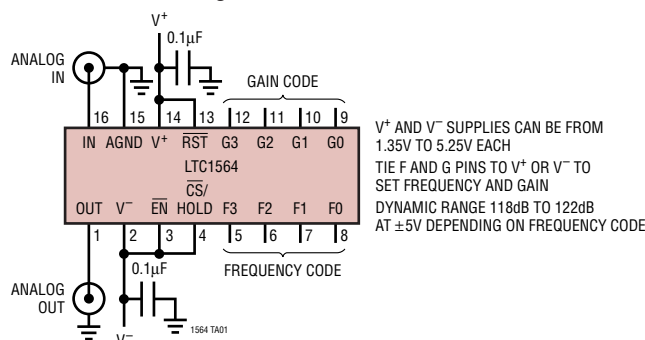 V+
0.1µF
ANALOG
IN
GAIN CODE
16 15 14 13 12 11 10 9
IN AGND V+ RST G3 G2 G1 G0
LTC1564
CS/
OUT V– EN HOLD F3 F2 F1 F0
1 2 3 4 5 6 7 8
0.1µF
FREQUENCY CODE
ANALOG
OUT
1564 TA01
V–
V+ AND V– SUPPLIES CAN BE FROM
1.35V TO 5.25V EACH
TIE F AND G PINS TO V+ OR V– TO
SET FREQUENCY AND GAIN
DYNAMIC RANGE 118dB TO 122dB
AT ±5V DEPENDING ON FREQUENCY CODE